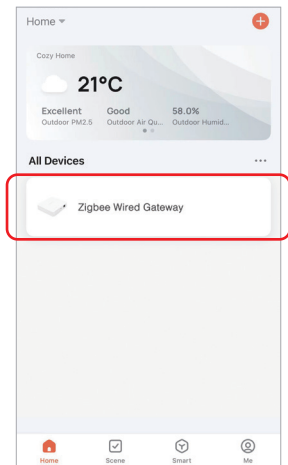 Home
Cozy Home
21°C
Excellent Good 58.0%
Outdoor PM2.5 Outdoor Air Qu... Outdoor Humid...
All Devices ...
Zigbee Wired Gateway
Home Scene Smart Me